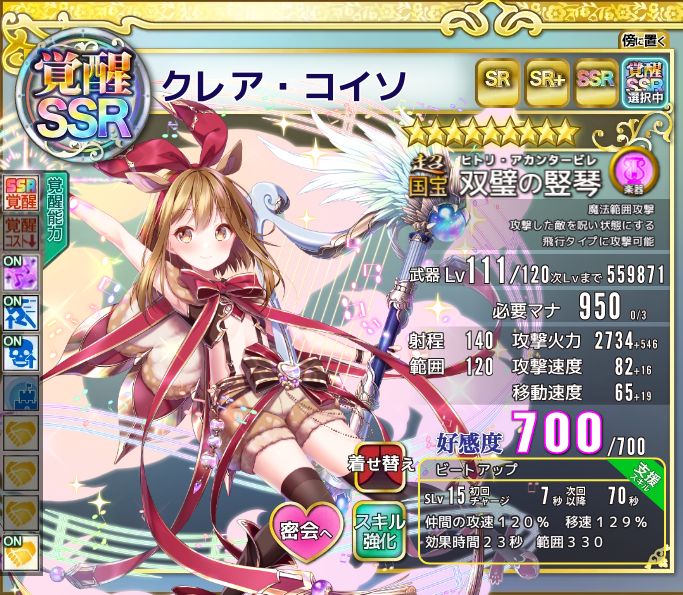 傍に置く
覚醒
SSR
クレア・コイソ
SR
SR+
SSR
覚醒
SSR
選択中
超
国宝
ヒトリ・アカンタービレ
双璧の竪琴
楽器
魔法範囲攻撃
攻撃した敵を呪い状態にする
飛行タイプに攻撃可能
武器Lv111/120次Lvまで559871
必要マナ 950 0/3
射程 140 攻撃火力 2734+546
範囲 120 攻撃速度 82+16
移動速度 65+19
好感度700/700
ビートアップ
支援
スキル
SLv15 初回チャージ 7秒 次回以降 70秒
仲間の攻速120% 移速129%
効果時間23秒 範囲330
SSR
覚醒
覚醒
コスト↓
覚醒能力
ON
ON
ON
ON
着せ替え
密会へ
スキル
強化